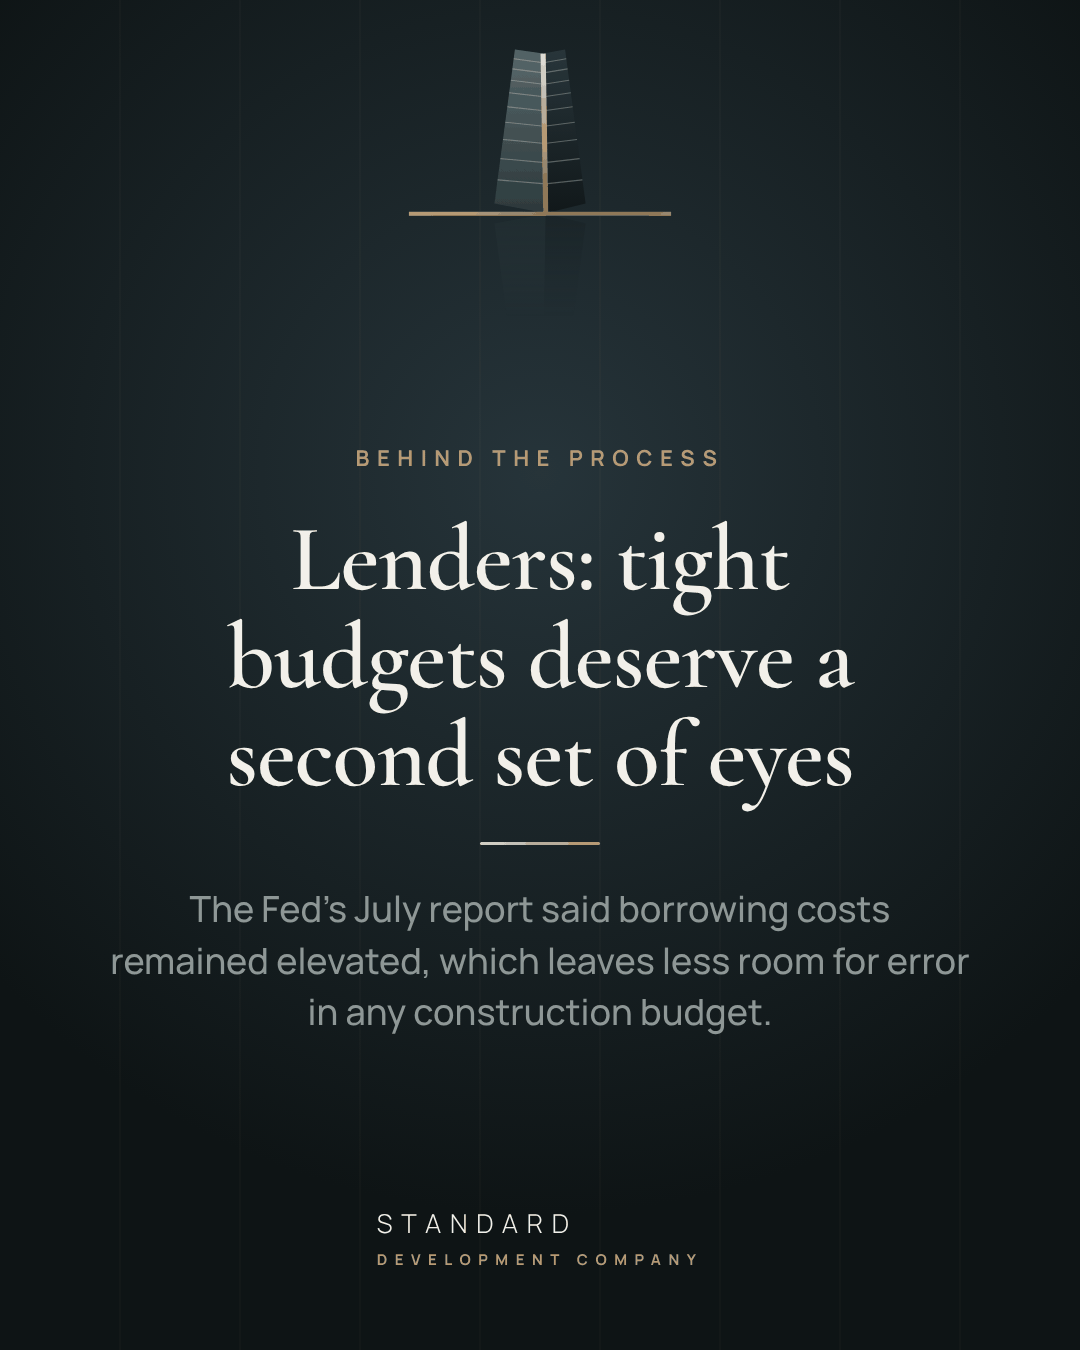 BEHIND THE PROCESS
Lenders: tight
budgets deserve a
second set of eyes
The Fed’s July report said borrowing costs
remained elevated, which leaves less room for error
in any construction budget.
STANDARD
DEVELOPMENT COMPANY